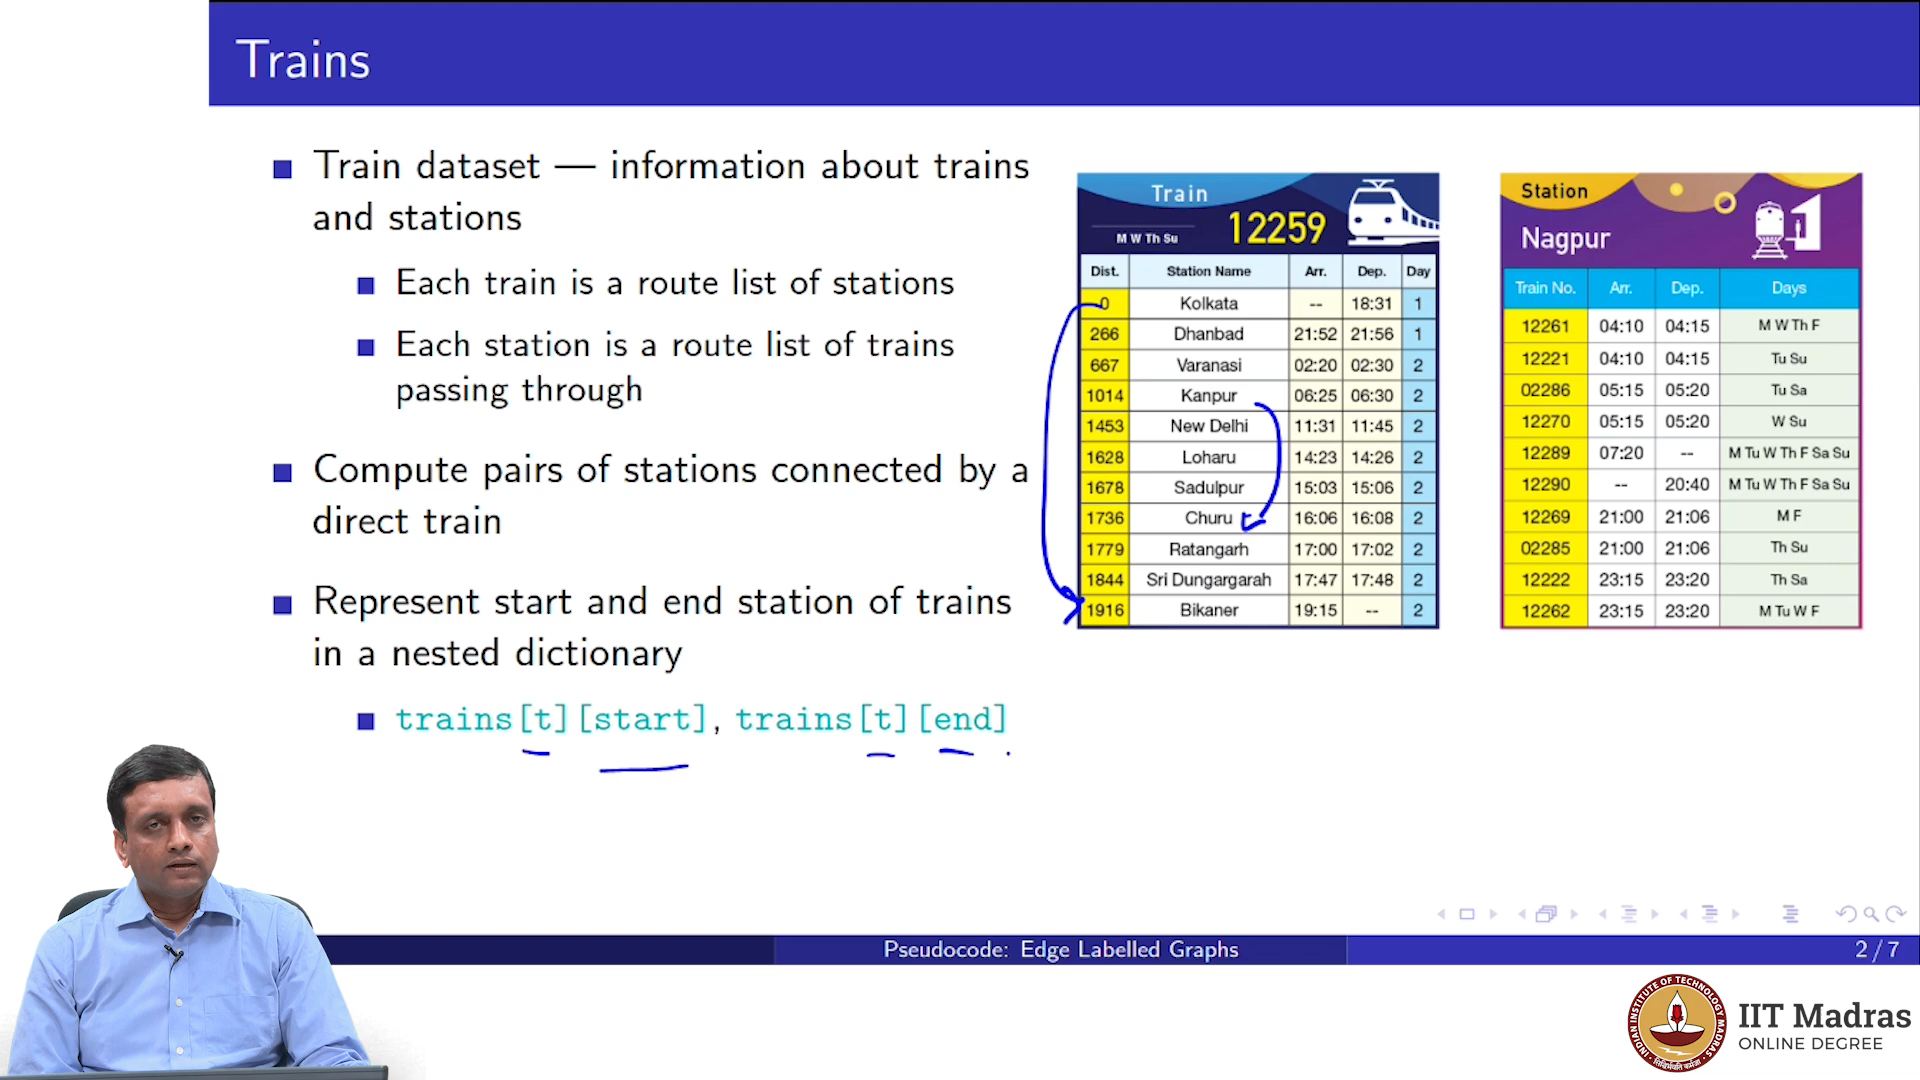 Trains
Train dataset — information about trains
and stations
Each train is a route list of stations
Each station is a route list of trains
passing through
Compute pairs of stations connected by a
direct train
Represent start and end station of trains
in a nested dictionary
trains[t][start], trains[t][end]
Train
M W Th Su 12259
Dist. Station Name Arr. Dep. Day
0 Kolkata -- 18:31 1
266 Dhanbad 21:52 21:56 1
667 Varanasi 02:20 02:30 2
1014 Kanpur 06:25 06:30 2
1453 New Delhi 11:31 11:45 2
1628 Loharu 14:23 14:26 2
1678 Sadulpur 15:03 15:06 2
1736 Churu 16:06 16:08 2
1779 Ratangarh 17:00 17:02 2
1844 Sri Dungargarah 17:47 17:48 2
1916 Bikaner 19:15 -- 2
Station
Nagpur
Train No. Arr. Dep. Days
12261 04:10 04:15 M W Th F
12221 04:10 04:15 Tu Su
02286 05:15 05:20 Tu Sa
12270 05:15 05:20 W Su
12289 07:20 -- M Tu W Th F Sa Su
12290 -- 20:40 M Tu W Th F Sa Su
12269 21:00 21:06 M F
02285 21:00 21:06 Th Su
12222 23:15 23:20 Th Sa
12262 23:15 23:20 M Tu W F
Pseudocode: Edge Labelled Graphs
2 / 7
INDIAN INSTITUTE OF TECHNOLOGY MADRAS
IIT Madras
ONLINE DEGREE